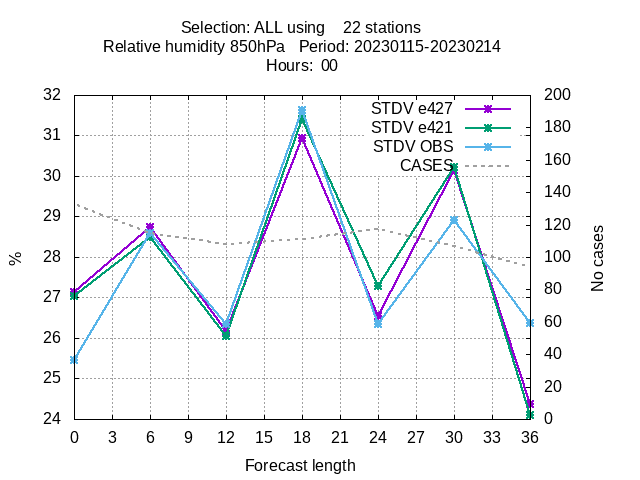 Selection: ALL using    22 stations
Relative humidity 850hPa   Period: 20230115-20230214
Hours:  00
32 200
31 180
30 160
29 140
28 120
27 100
26 80
25 60
24 40
20
0
STDV e427
STDV e421
STDV OBS
CASES
%
No cases
0 3 6 9 12 15 18 21 24 27 30 33 36
Forecast length